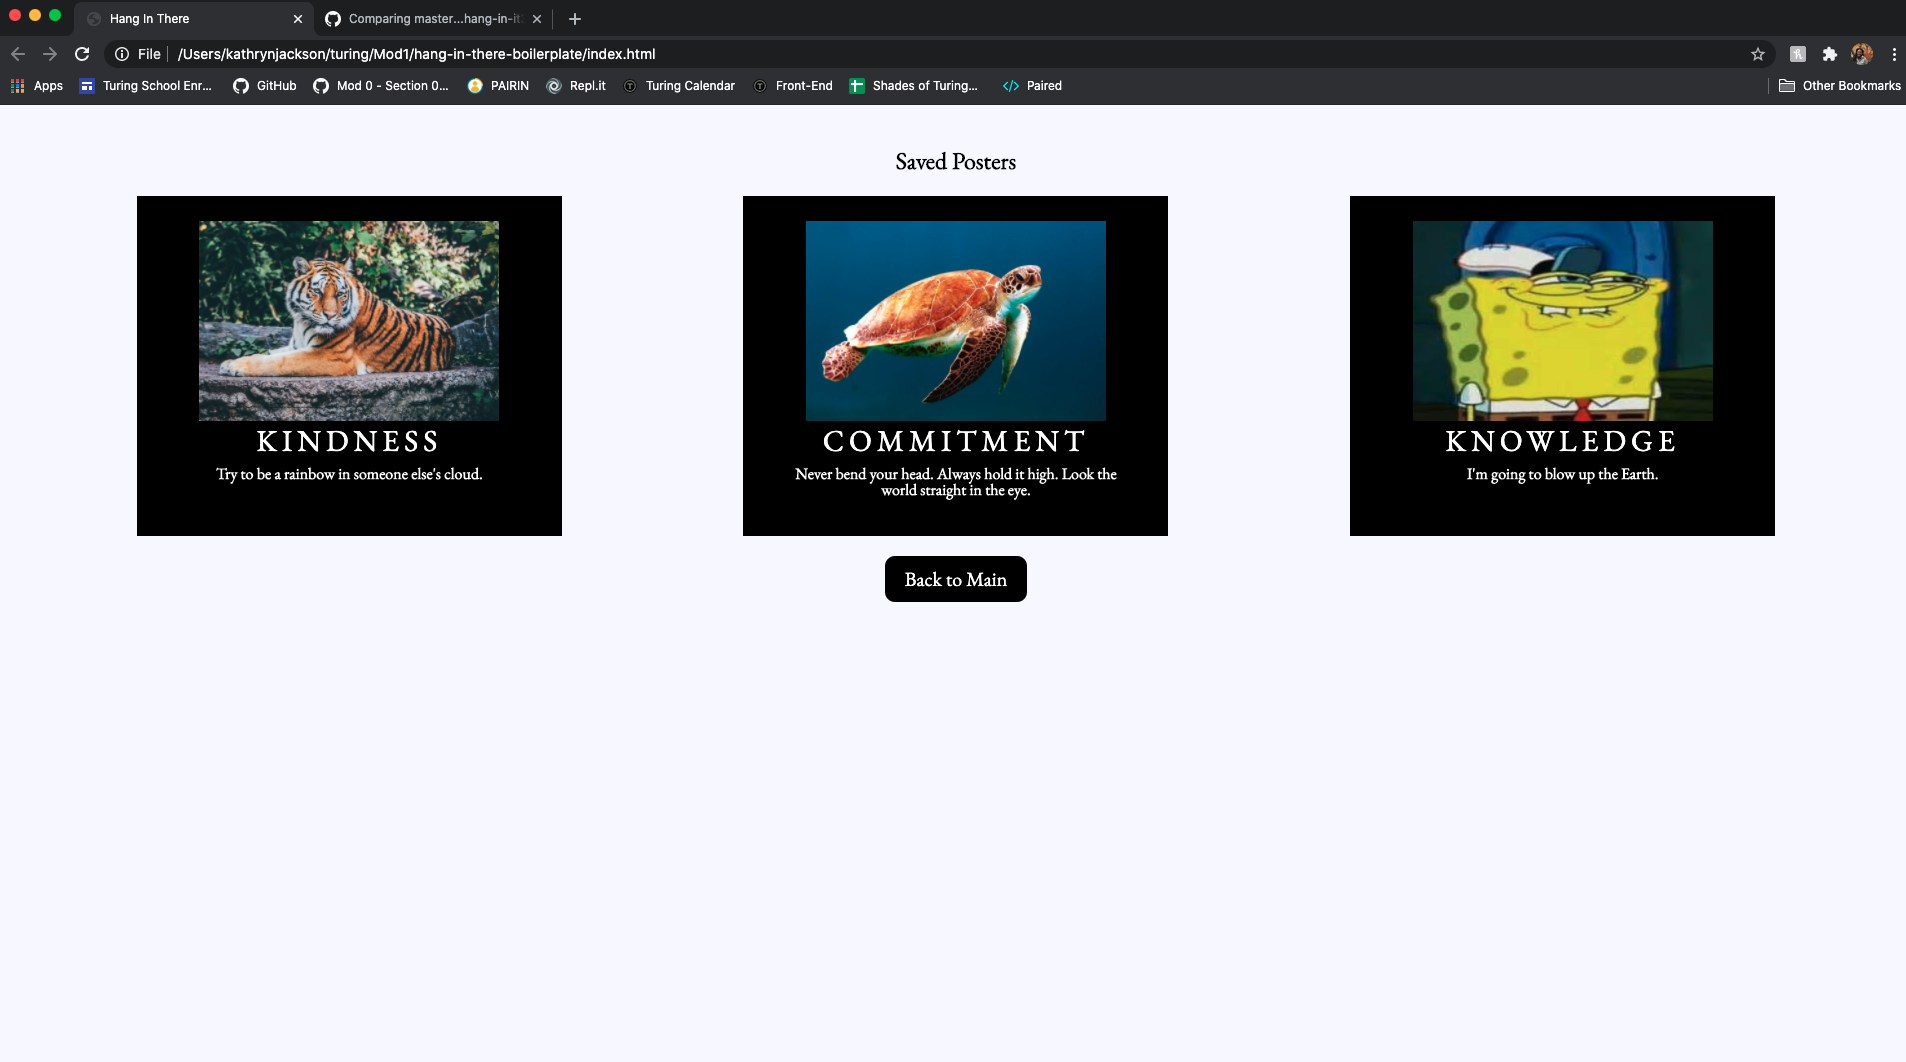 Hang In There
Comparing master...hang-in-it
File
/Users/kathrynjackson/turing/Mod1/hang-in-there-boilerplate/index.html
Apps
Turing School Enr...
GitHub
Mod 0 - Section 0...
PAIRIN
Repl.it
Turing Calendar
Front-End
Shades of Turing...
Paired
Other Bookmarks
Saved Posters
KINDNESS
Try to be a rainbow in someone else's cloud.
COMMITMENT
Never bend your head. Always hold it high. Look the
world straight in the eye.
KNOWLEDGE
I'm going to blow up the Earth.
Back to Main